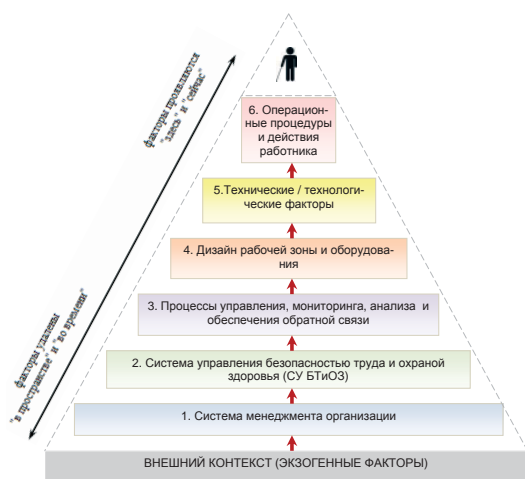 факторы проявляются
"здесь" и "сейчас"
6. Операцион-
ные процедуры
и действия
работника
5.Технические / технологи-
ческие факторы
4. Дизайн рабочей зоны и оборудова-
ния
3. Процессы управления, мониторинга, анализа и
обеспечения обратной связи
факторы удалены
"в пространстве" и "во времени"
2. Система управления безопасностью труда и охраной
здоровья (СУ БТиОЗ)
1. Система менеджмента организации
ВНЕШНИЙ КОНТЕКСТ (ЭКЗОГЕННЫЕ ФАКТОРЫ)